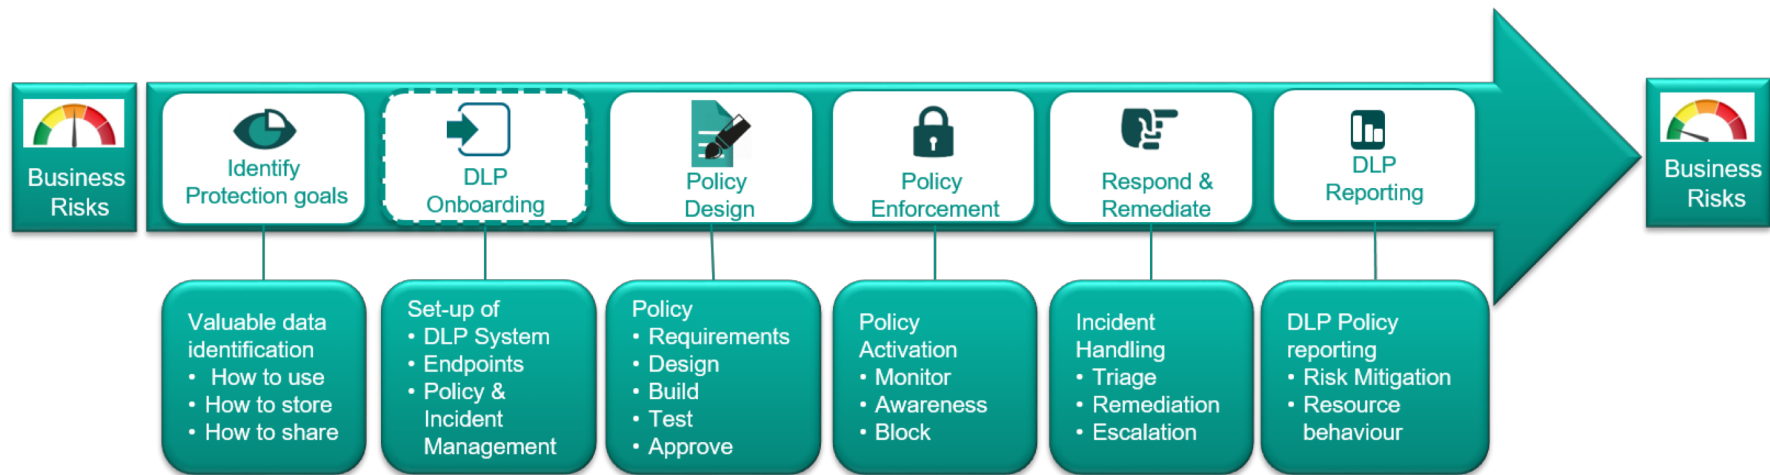 Business
Risks
Identify
Protection goals
DLP
Onboarding
Policy
Design
Policy
Enforcement
Respond &
Remediate
DLP
Reporting
Business
Risks
Valuable data
identification
• How to use
• How to store
• How to share
Set-up of
• DLP System
• Endpoints
• Policy &
Incident
Management
Policy
• Requirements
• Design
• Build
• Test
• Approve
Policy
Activation
• Monitor
• Awareness
• Block
Incident
Handling
• Triage
• Remediation
• Escalation
DLP Policy
reporting
• Risk Mitigation
• Resource
behaviour